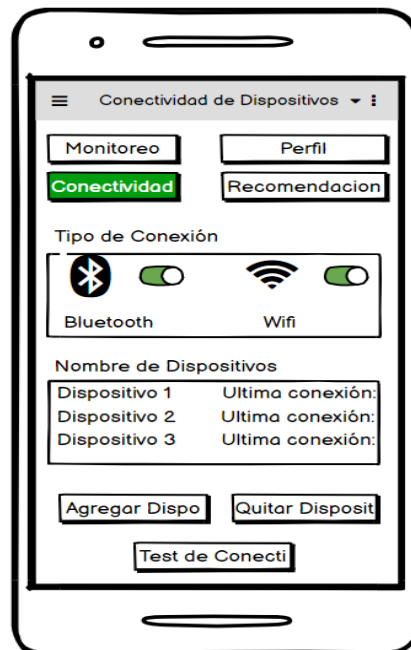 Conectividad de Dispositivos
Monitoreo Perfil
Conectividad Recomendacion
Tipo de Conexión
Bluetooth Wifi
Nombre de Dispositivos
Dispositivo 1 Ultima conexión:
Dispositivo 2 Ultima conexión:
Dispositivo 3 Ultima conexión:
Agregar Dispo Quitar Disposit
Test de Conecti